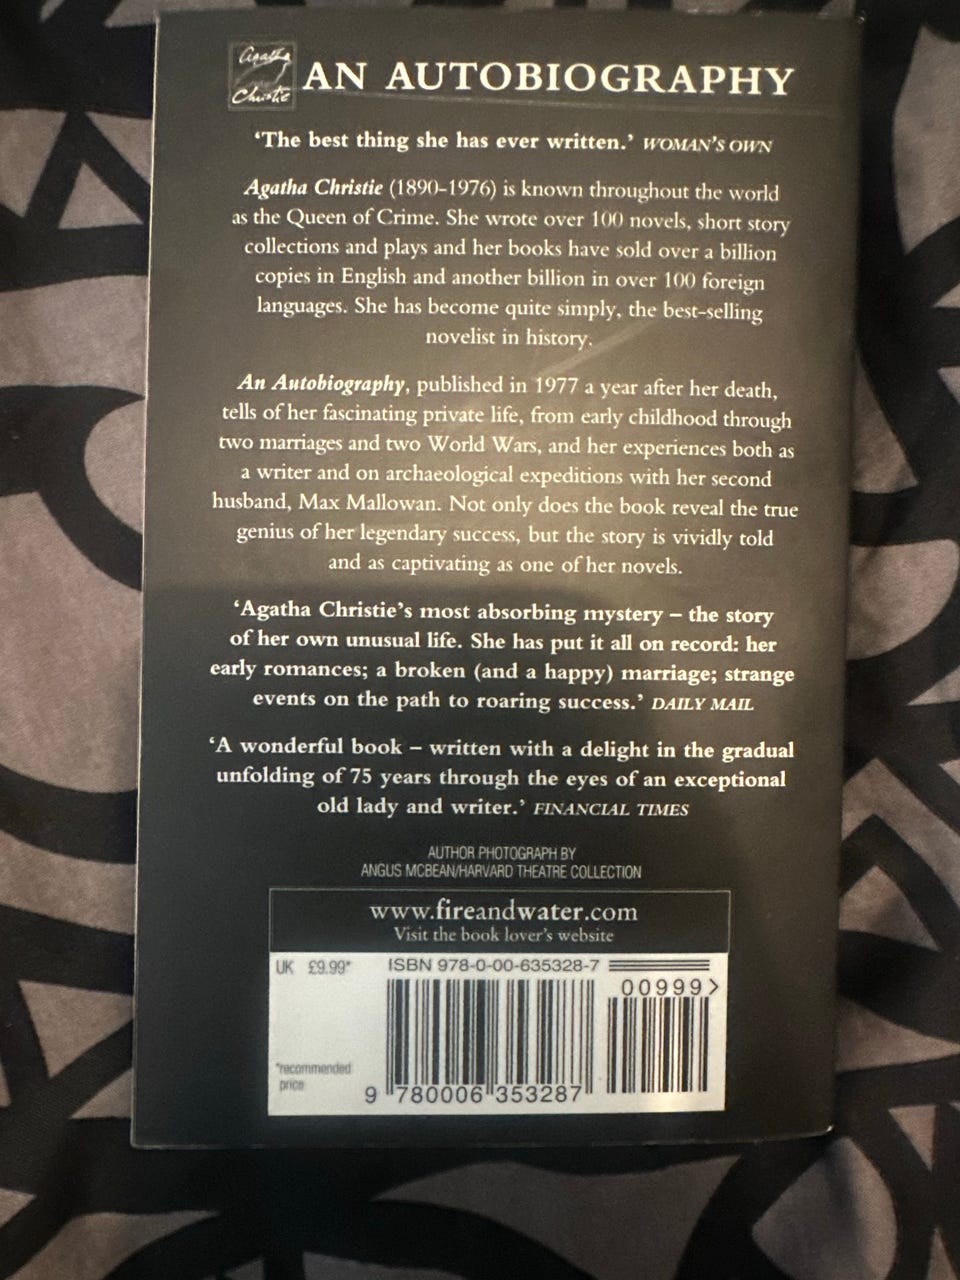 Agatha
Christie
AN AUTOBIOGRAPHY
‘The best thing she has ever written.’ WOMAN'S OWN
Agatha Christie (1890-1976) is known throughout the world
as the Queen of Crime. She wrote over 100 novels, short story
collections and plays and her books have sold over a billion
copies in English and another billion in over 100 foreign
languages. She has become quite simply, the best-selling
novelist in history.
An Autobiography, published in 1977 a year after her death,
tells of her fascinating private life, from early childhood through
two marriages and two World Wars, and her experiences both as
a writer and on archaeological expeditions with her second
husband, Max Mallowan. Not only does the book reveal the true
genius of her legendary success, but the story is vividly told
and as captivating as one of her novels.
‘Agatha Christie’s most absorbing mystery – the story
of her own unusual life. She has put it all on record: her
early romances; a broken (and a happy) marriage; strange
events on the path to roaring success.’ DAILY MAIL
‘A wonderful book – written with a delight in the gradual
unfolding of 75 years through the eyes of an exceptional
old lady and writer.’ FINANCIAL TIMES
AUTHOR PHOTOGRAPH BY
ANGUS MCBEAN/HARVARD THEATRE COLLECTION
www.fireandwater.com
Visit the book lover's website
UK £9.99*
ISBN 978-0-00-635328-7
00999>
*recommended
price
9 780006 353287